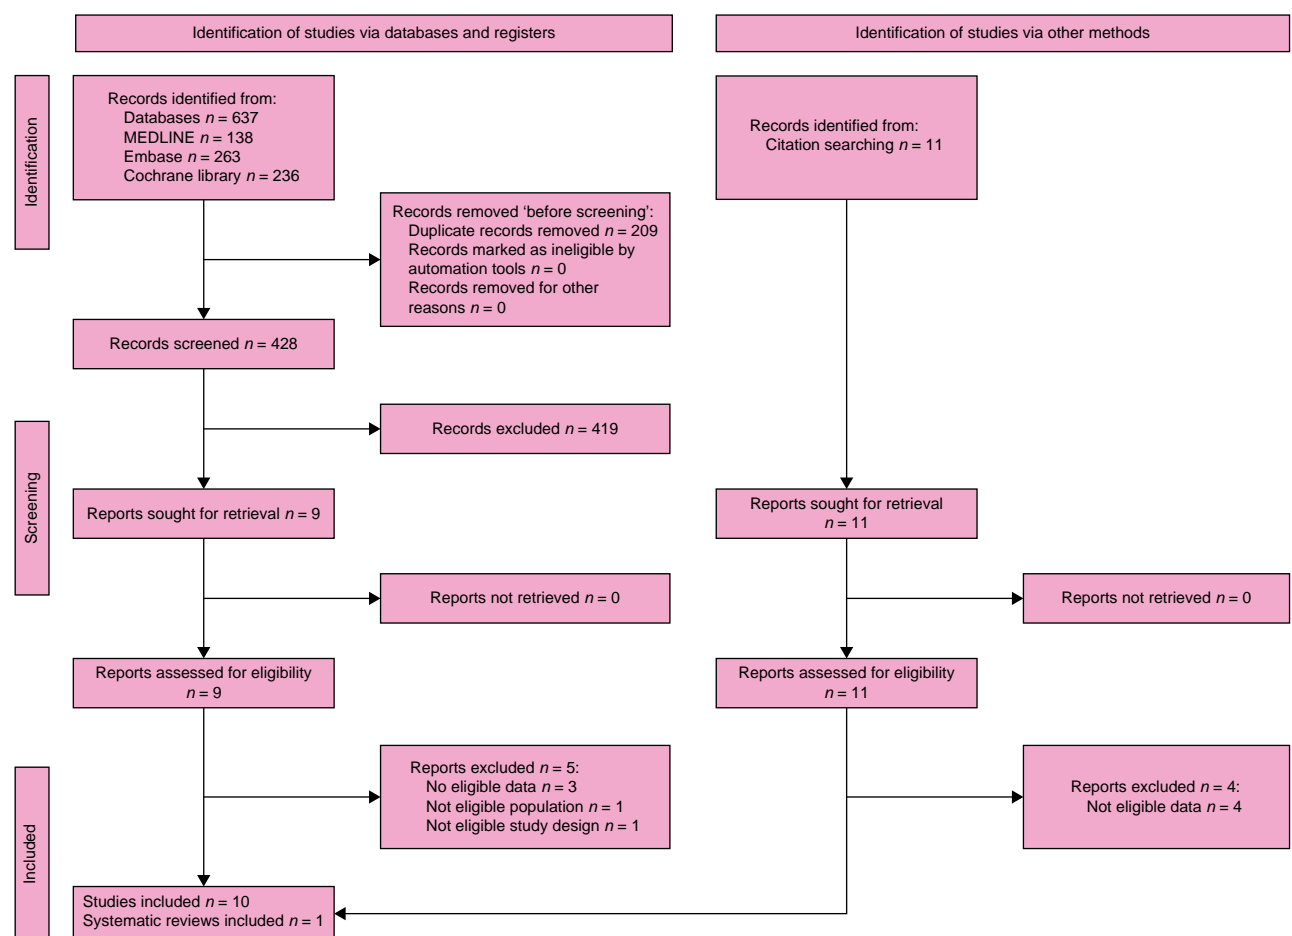 Identification of studies via databases and registers
Identification of studies via other methods
Identification
Records identified from:
Databases n = 637
MEDLINE n = 138
Embase n = 263
Cochrane library n = 236
Records identified from:
Citation searching n = 11
Records removed ‘before screening’:
Duplicate records removed n = 209
Records marked as ineligible by
automation tools n = 0
Records removed for other
reasons n = 0
Records screened n = 428
Screening
Records excluded n = 419
Reports sought for retrieval n = 9
Reports sought for retrieval
n = 11
Reports not retrieved n = 0
Reports not retrieved n = 0
Reports assessed for eligibility
n = 9
Reports assessed for eligibility
n = 11
Included
Reports excluded n = 5:
No eligible data n = 3
Not eligible population n = 1
Not eligible study design n = 1
Reports excluded n = 4:
Not eligible data n = 4
Studies included n = 10
Systematic reviews included n = 1